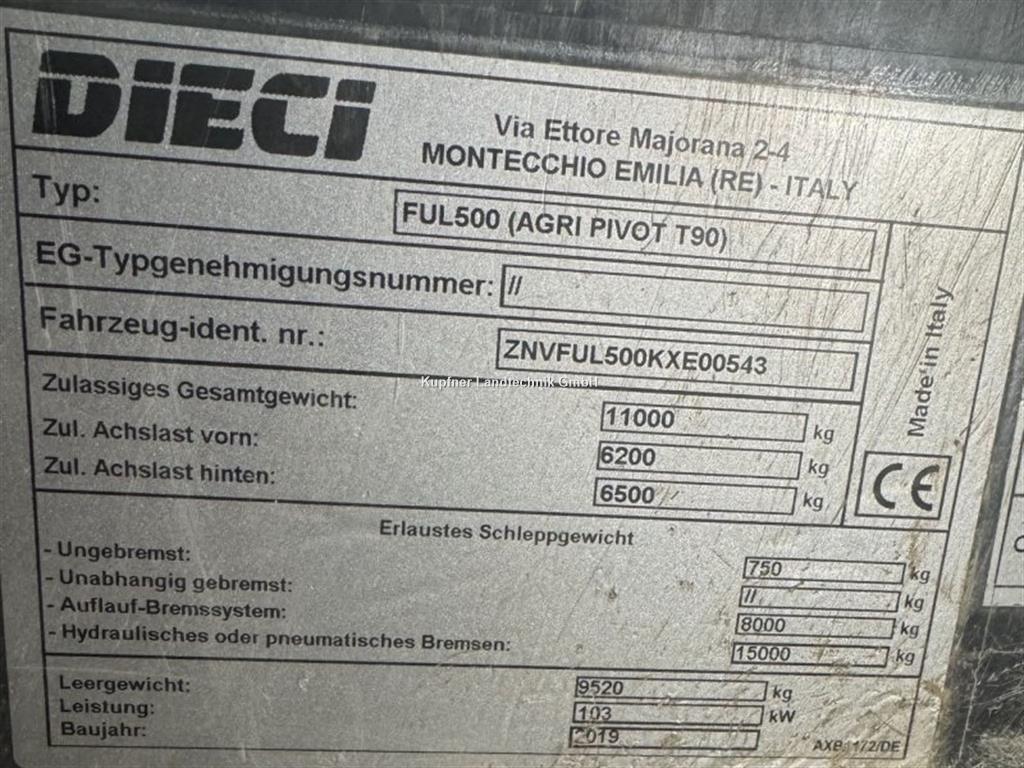 DIECI
Via Ettore Majorana 2-4
MONTECCHIO EMILIA (RE) - ITALY
Typ: FUL500 (AGRI PIVOT T90)
EG-Typgenehmigungsnummer: //
Fahrzeug-ident. nr.: ZNVFUL500KXE00543
Kupfner Landtechnik GmbH
Zulassiges Gesamtgewicht: 11000 kg
Zul. Achslast vorn: 6200 kg
Zul. Achslast hinten: 6500 kg
Made in Italy
CE
Erlaustes Schleppgewicht
- Ungebremst: 750 kg
- Unabhangig gebremst: // kg
- Auflauf-Bremssystem: 8000 kg
- Hydraulisches oder pneumatisches Bremsen: 15000 kg
Leergewicht: 9520 kg
Leistung: 103 kW
Baujahr: 2019
/DE